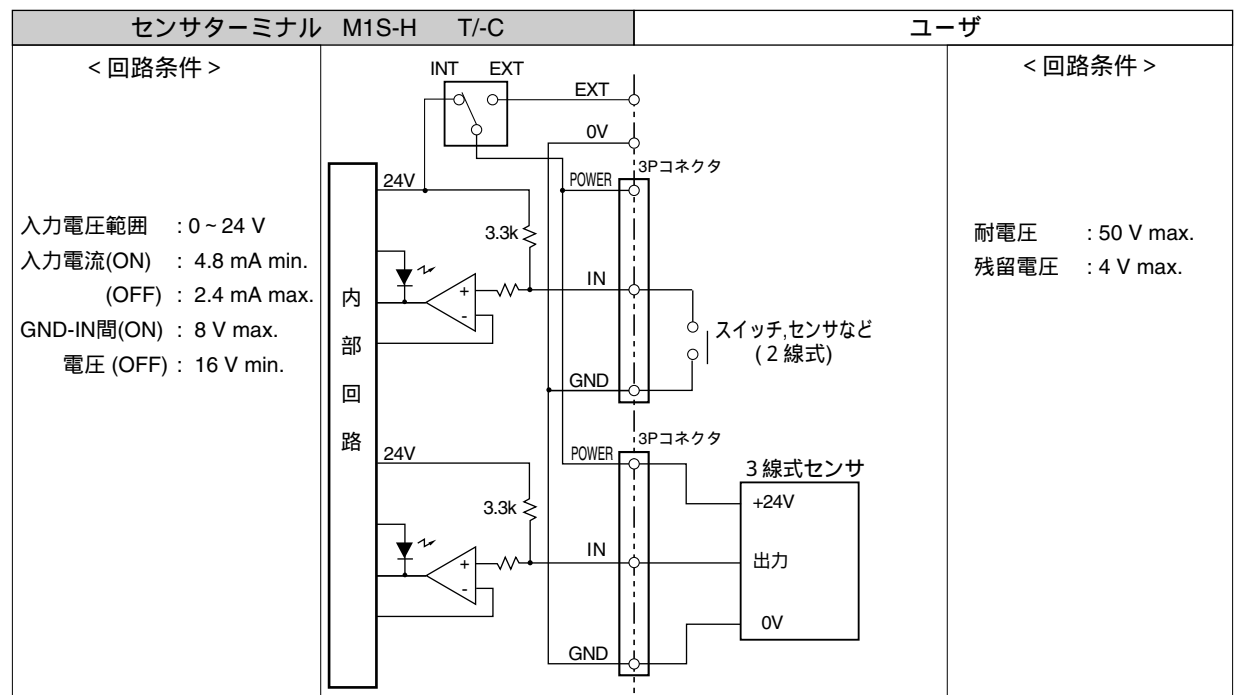 センサターミナル M1S-H T/-C
ユーザ
<回路条件>
入力電圧範囲 : 0~24 V
入力電流(ON) : 4.8 mA min.
(OFF) : 2.4 mA max.
GND-IN間(ON) : 8 V max.
電圧 (OFF) : 16 V min.
INT EXT
EXT
0V
3Pコネクタ
24V
POWER
3.3k
IN
+
-
内部回路
GND
スイッチ,センサなど
(2線式)
3Pコネクタ
24V
POWER
3.3k
IN
+
-
GND
3線式センサ
+24V
出力
0V
<回路条件>
耐電圧 : 50 V max.
残留電圧 : 4 V max.